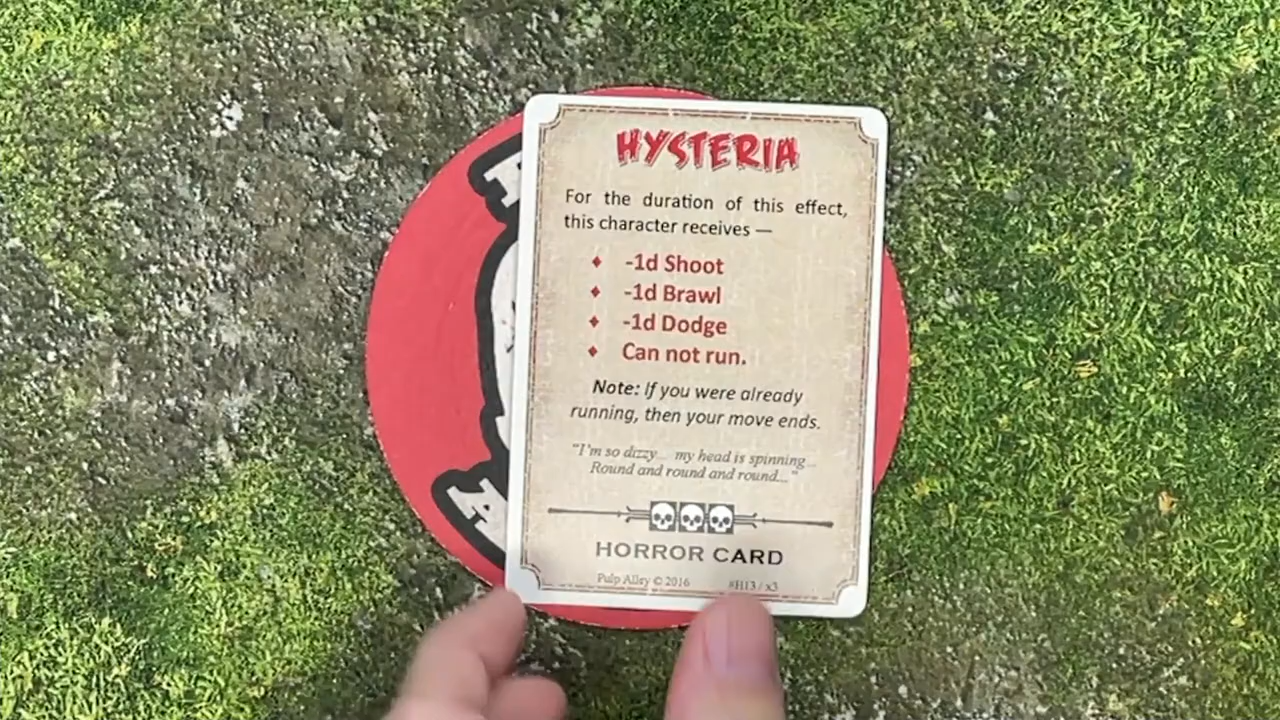 HYSTERIA
For the duration of this effect,
this character receives —
♦ -1d Shoot
♦ -1d Brawl
♦ -1d Dodge
♦ Can not run.
Note: If you were already
running, then your move ends.
"I'm so dizzy... my head is spinning...
Round and round and round..."
HORROR CARD
Pulp Alley © 2016 #H13 / x3